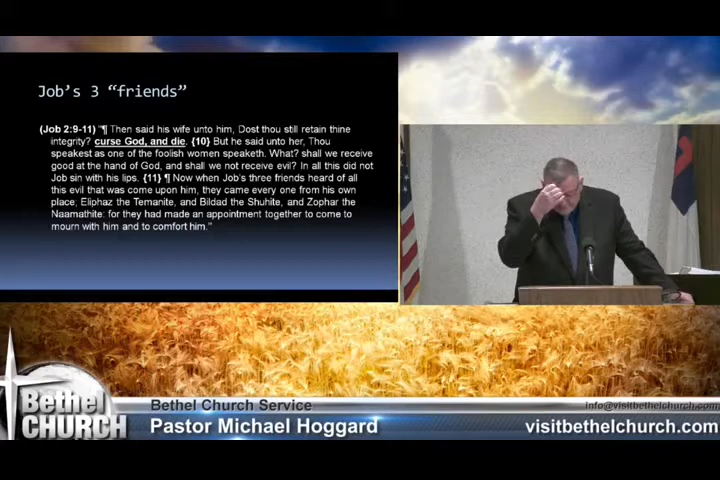 Job's 3 "friends"
(Job 2:9-11) "¶ Then said his wife unto him, Dost thou still retain thine
integrity? curse God, and die. {10} But he said unto her, Thou
speakest as one of the foolish women speaketh. What? shall we receive
good at the hand of God, and shall we not receive evil? In all this did not
Job sin with his lips. {11} ¶ Now when Job's three friends heard of all
this evil that was come upon him, they came every one from his own
place; Eliphaz the Temanite, and Bildad the Shuhite, and Zophar the
Naamathite: for they had made an appointment together to come to
mourn with him and to comfort him."
Bethel
CHURCH
Bethel Church Service
info@visitbethelchurch.com
Pastor Michael Hoggard
visitbethelchurch.com